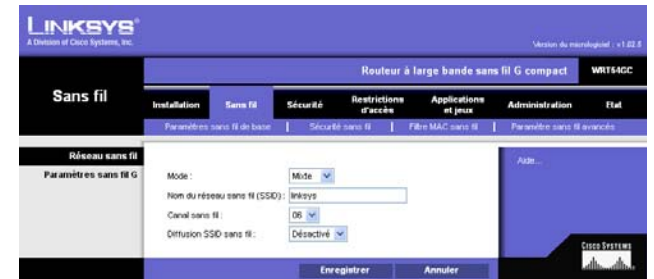 LINKSYS®
A Division of Cisco Systems, Inc.
Version du micrologiciel : v1.02.5
Routeur à large bande sans fil G compact WRT54GC
Sans fil
Installation Sans fil Sécurité Restrictions d'accès Applications et jeux Administration Etat
Paramètres sans fil de base | Sécurité sans fil | Filtre MAC sans fil | Paramètre sans fil avancés
Réseau sans fil
Aide...
Paramètres sans fil G
Mode : Mixte
Nom du réseau sans fil (SSID) : linksys
Canal sans fil : 06
Diffusion SSID sans fil : Désactivé
CISCO SYSTEMS
Enregistrer Annuler